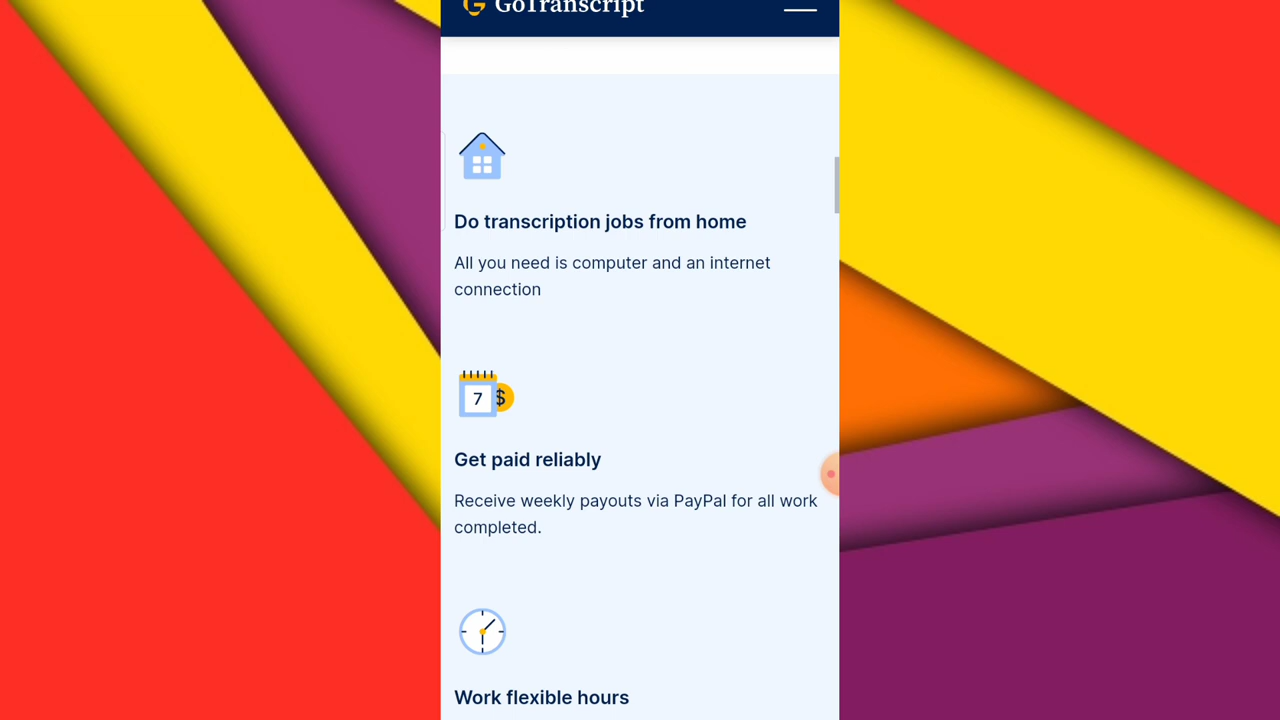 GoTranscript
Do transcription jobs from home
All you need is computer and an internet
connection
7 $
Get paid reliably
Receive weekly payouts via PayPal for all work
completed.
Work flexible hours